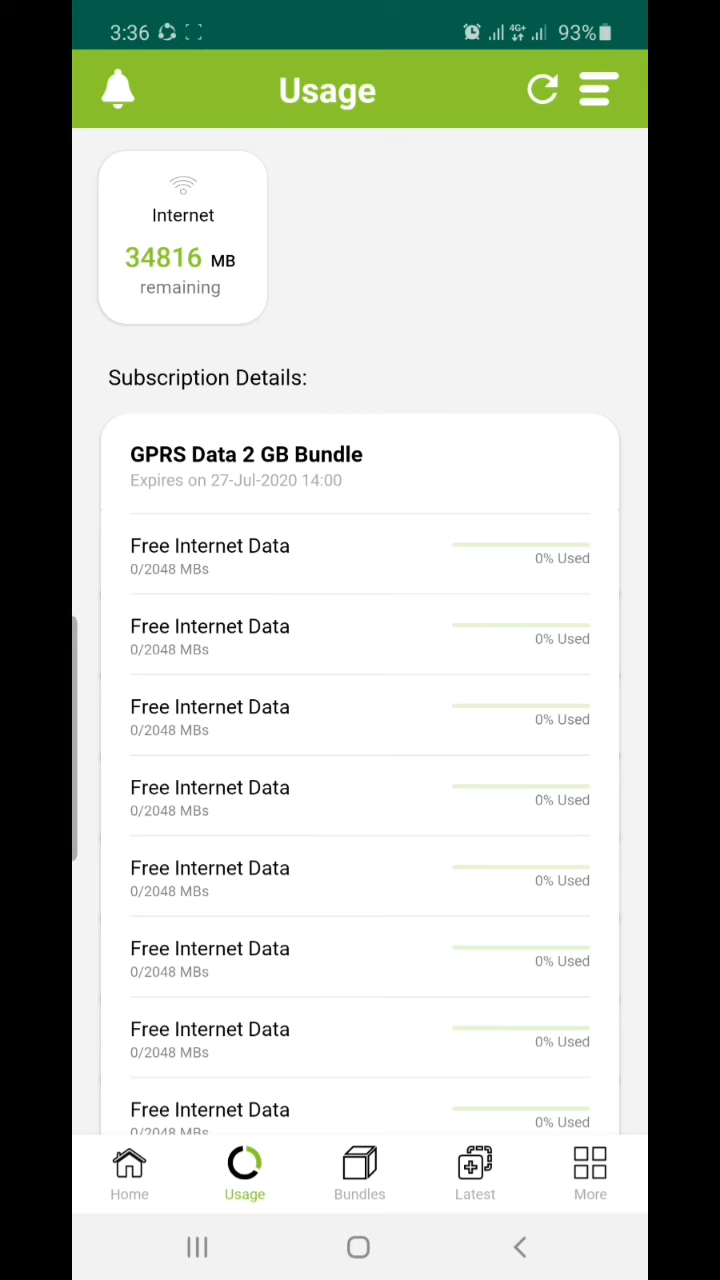 3:36 4G+ 93%
Usage
Internet
34816 MB
remaining
Subscription Details:
GPRS Data 2 GB Bundle
Expires on 27-Jul-2020 14:00
Free Internet Data
0/2048 MBs
0% Used
Free Internet Data
0/2048 MBs
0% Used
Free Internet Data
0/2048 MBs
0% Used
Free Internet Data
0/2048 MBs
0% Used
Free Internet Data
0/2048 MBs
0% Used
Free Internet Data
0/2048 MBs
0% Used
Free Internet Data
0/2048 MBs
0% Used
Free Internet Data
0/2048 MBs
0% Used
Home Usage Bundles Latest More